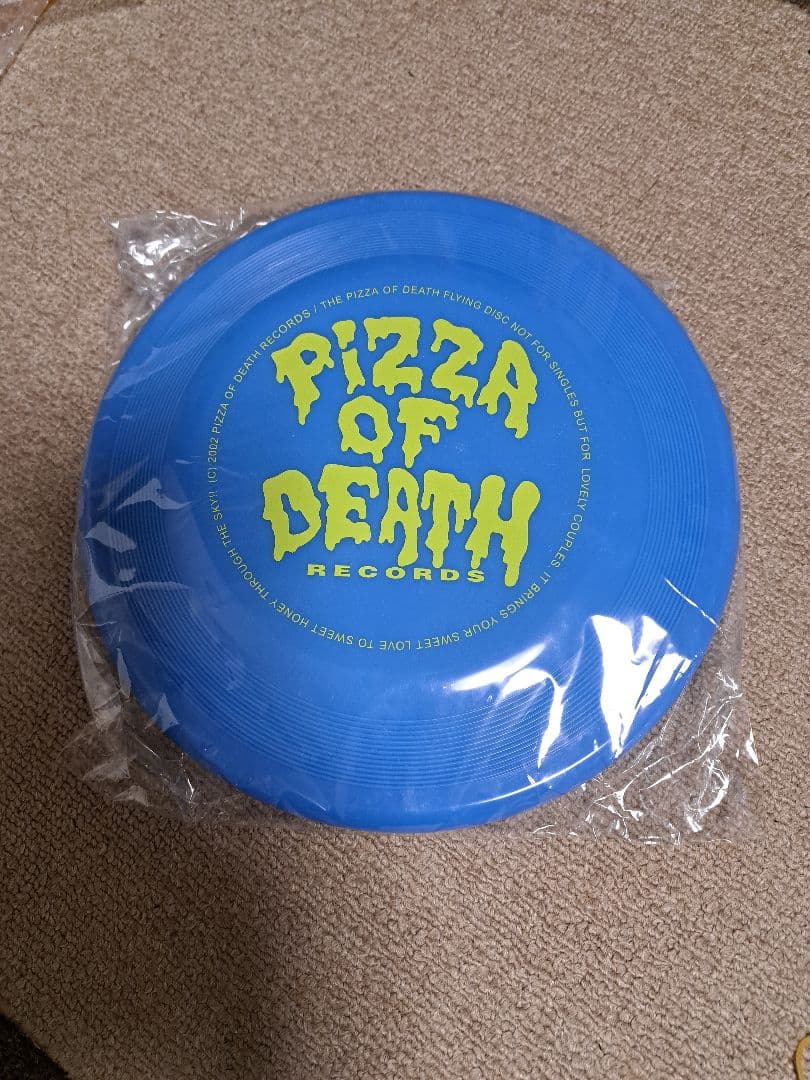 PiZZA
OF
DEATH
RECORDS
THE PIZZA OF DEATH FLYING DISC NOT FOR SINGLES BUT FOR LOVELY COUPLES. IT BRINGS YOUR SWEET LOVE TO SWEET HONEY THROUGH THE SKY!! (C) 2002 PIZZA OF DEATH RECORDS /